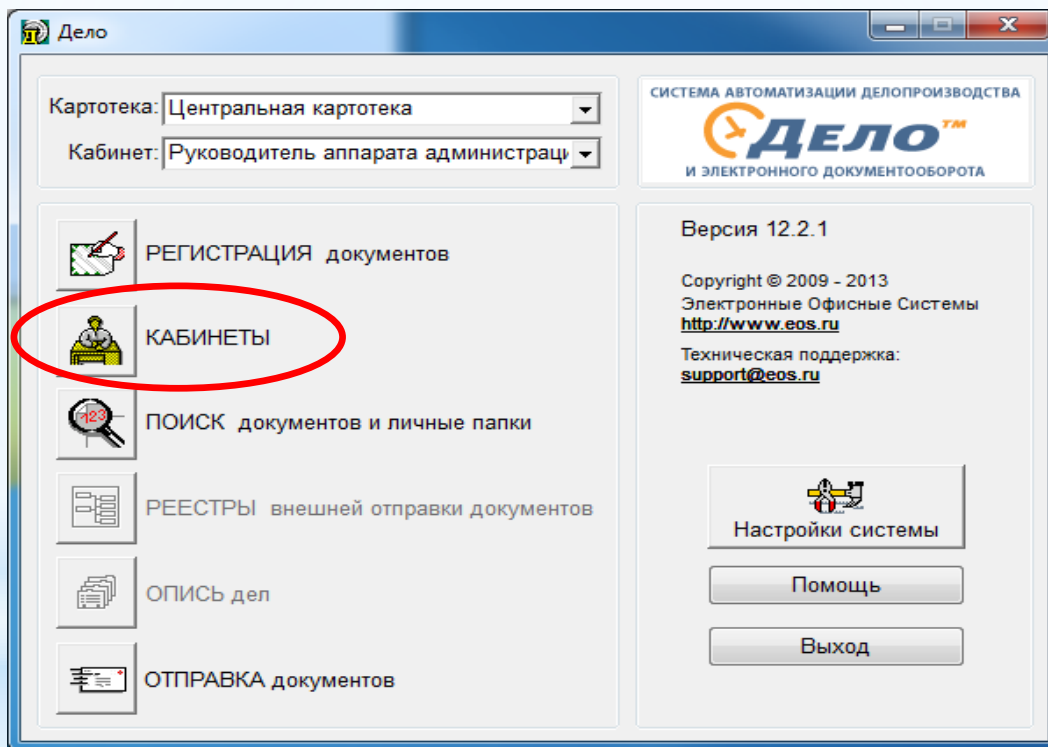 Дело
Картотека: Центральная картотека
Кабинет: Руководитель аппарата администраци
СИСТЕМА АВТОМАТИЗАЦИИ ДЕЛОПРОИЗВОДСТВА
ДЕЛО™
И ЭЛЕКТРОННОГО ДОКУМЕНТООБОРОТА
РЕГИСТРАЦИЯ документов
КАБИНЕТЫ
123
ПОИСК документов и личные папки
РЕЕСТРЫ внешней отправки документов
ОПИСЬ дел
ОТПРАВКА документов
Версия 12.2.1
Copyright © 2009 - 2013
Электронные Офисные Системы
http://www.eos.ru
Техническая поддержка:
support@eos.ru
Настройки системы
Помощь
Выход